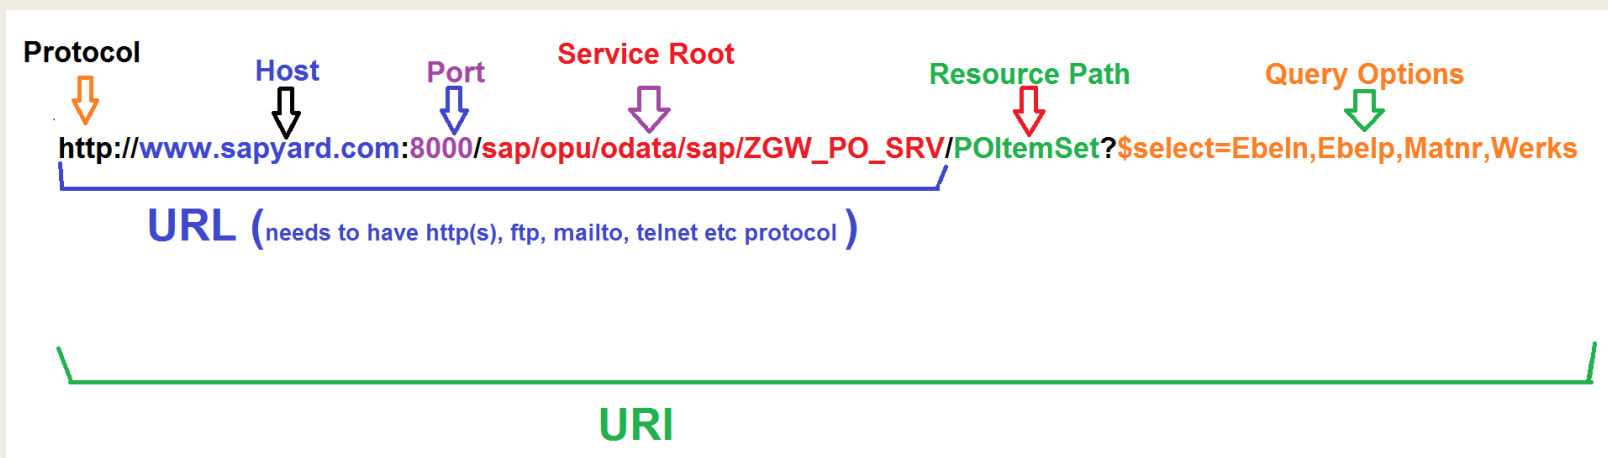 Protocol
Host
Port
Service Root
Resource Path
Query Options
http://www.sapyard.com:8000/sap/opu/odata/sap/ZGW_PO_SRV/POItemSet?$select=Ebeln,Ebelp,Matnr,Werks
URL (needs to have http(s), ftp, mailto, telnet etc protocol )
URI